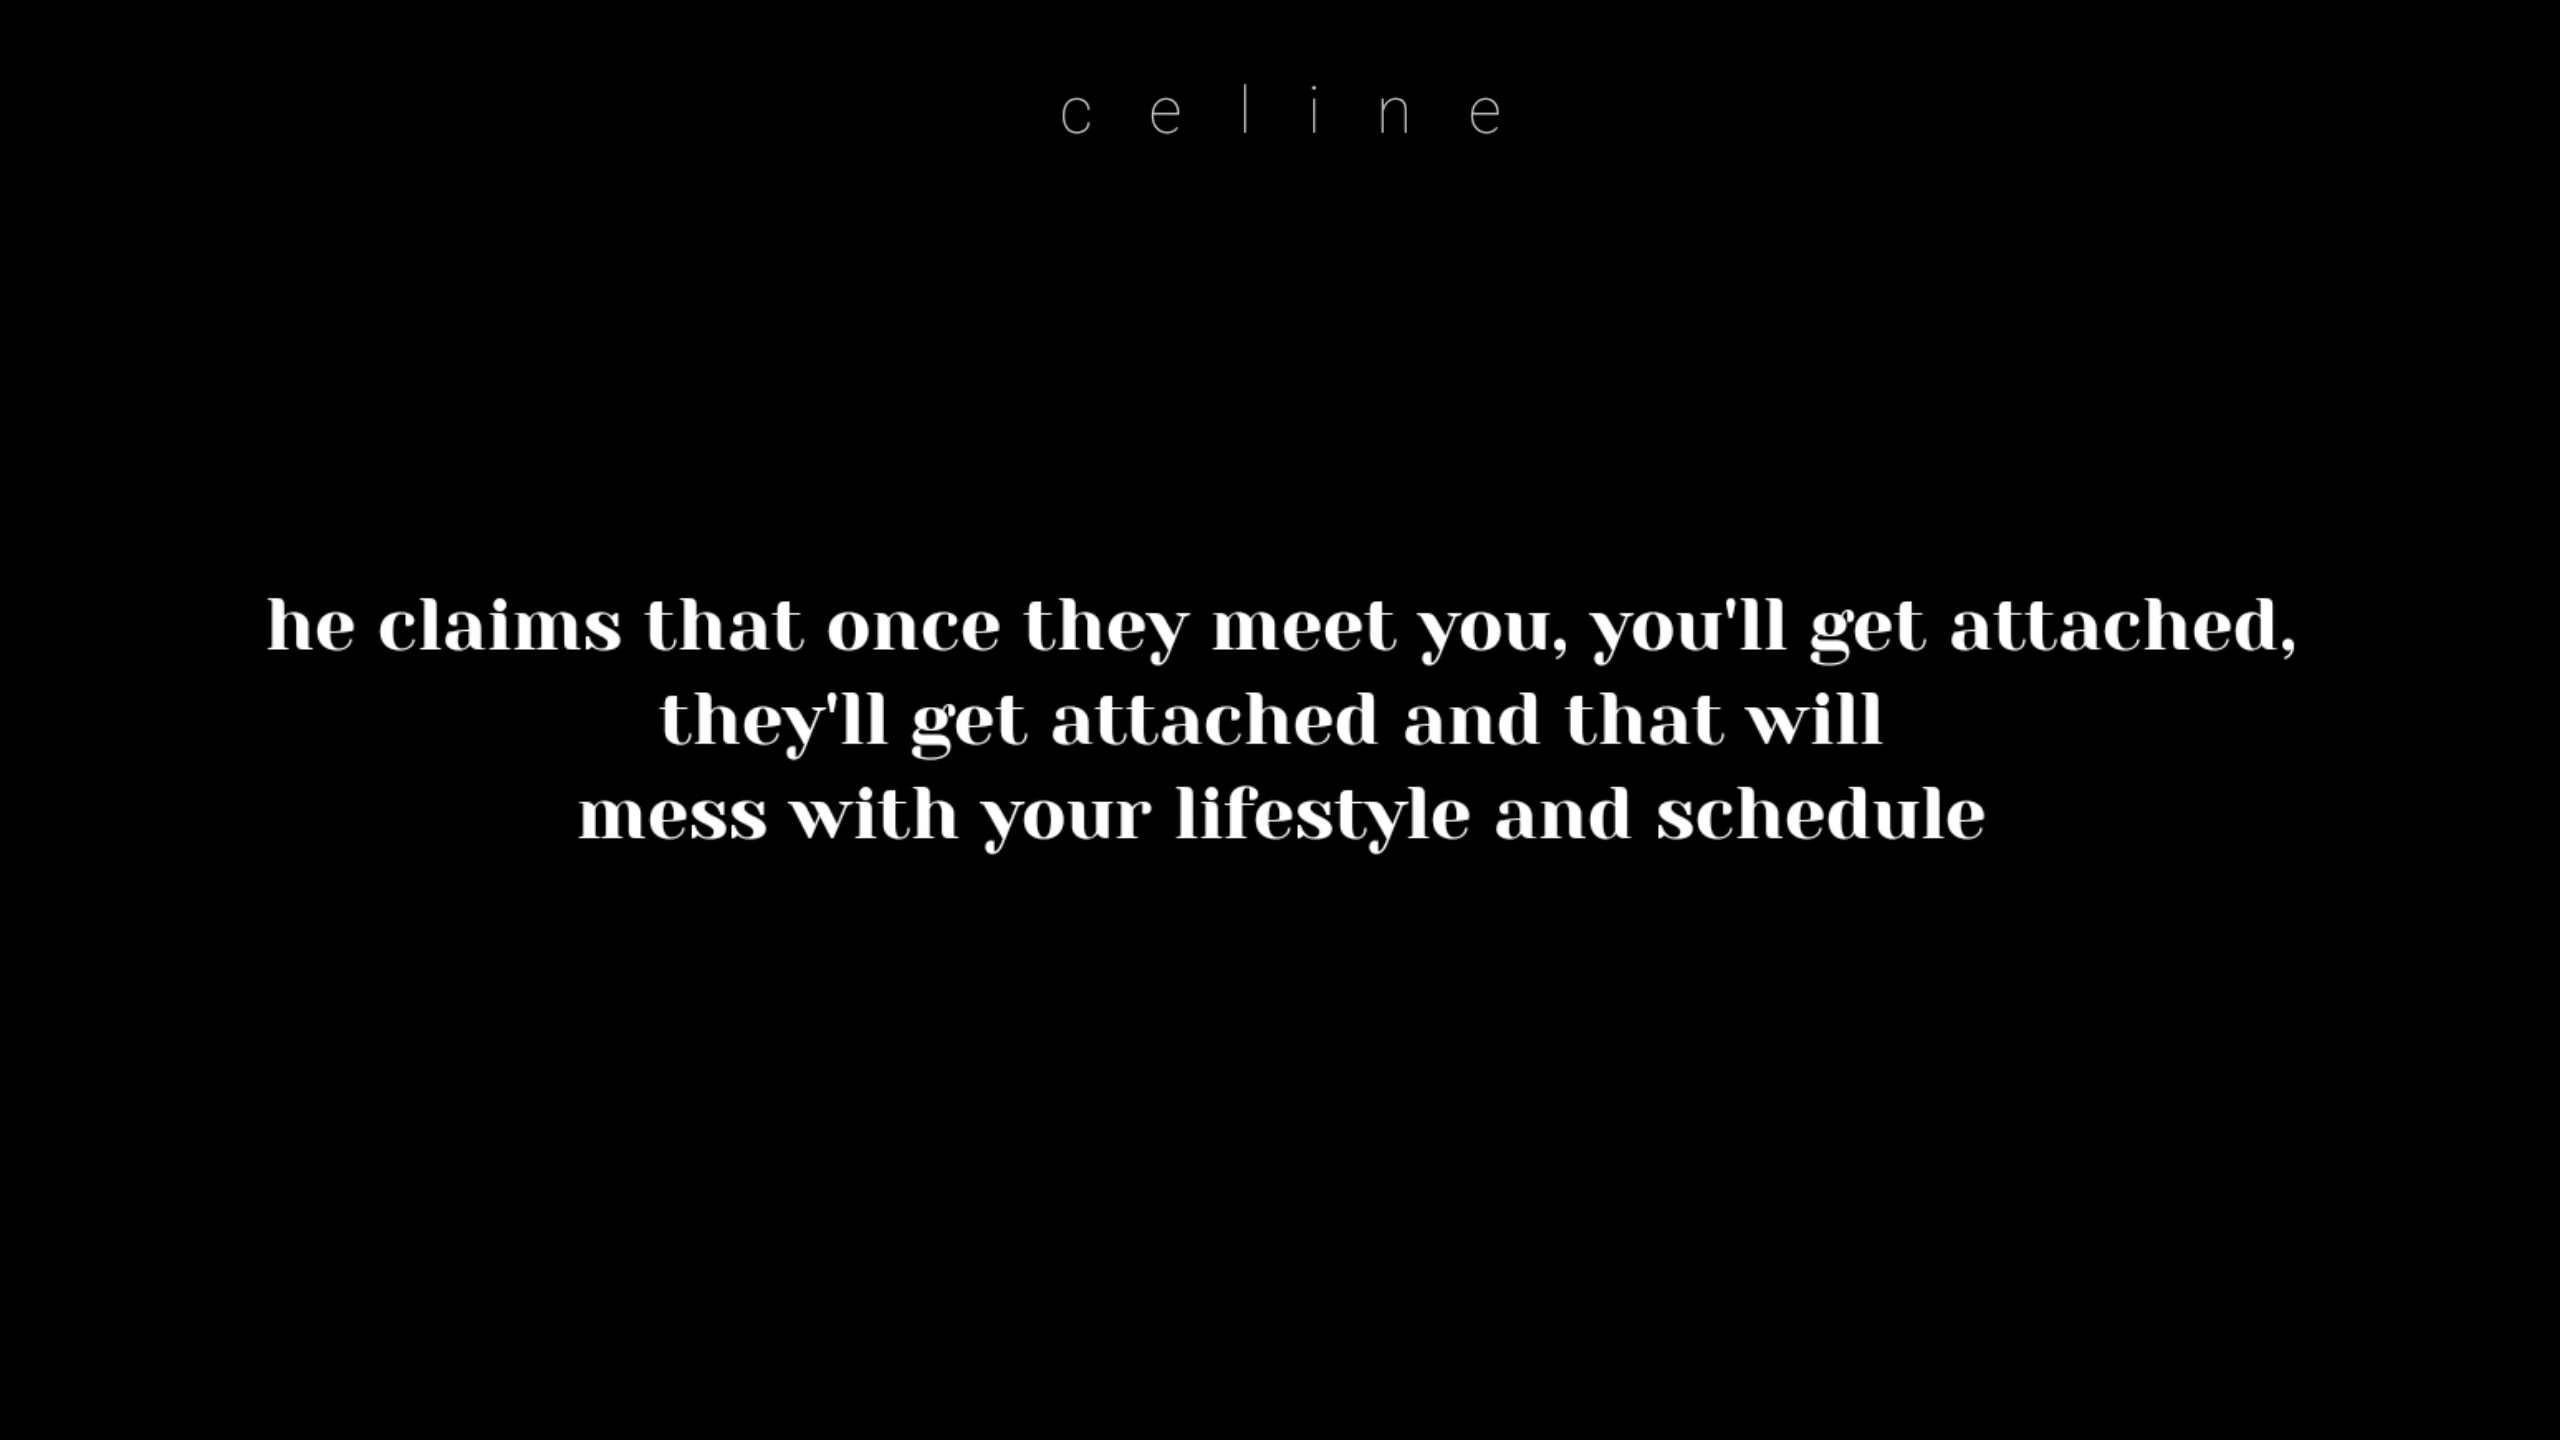 celine
he claims that once they meet you, you'll get attached,
they'll get attached and that will
mess with your lifestyle and schedule